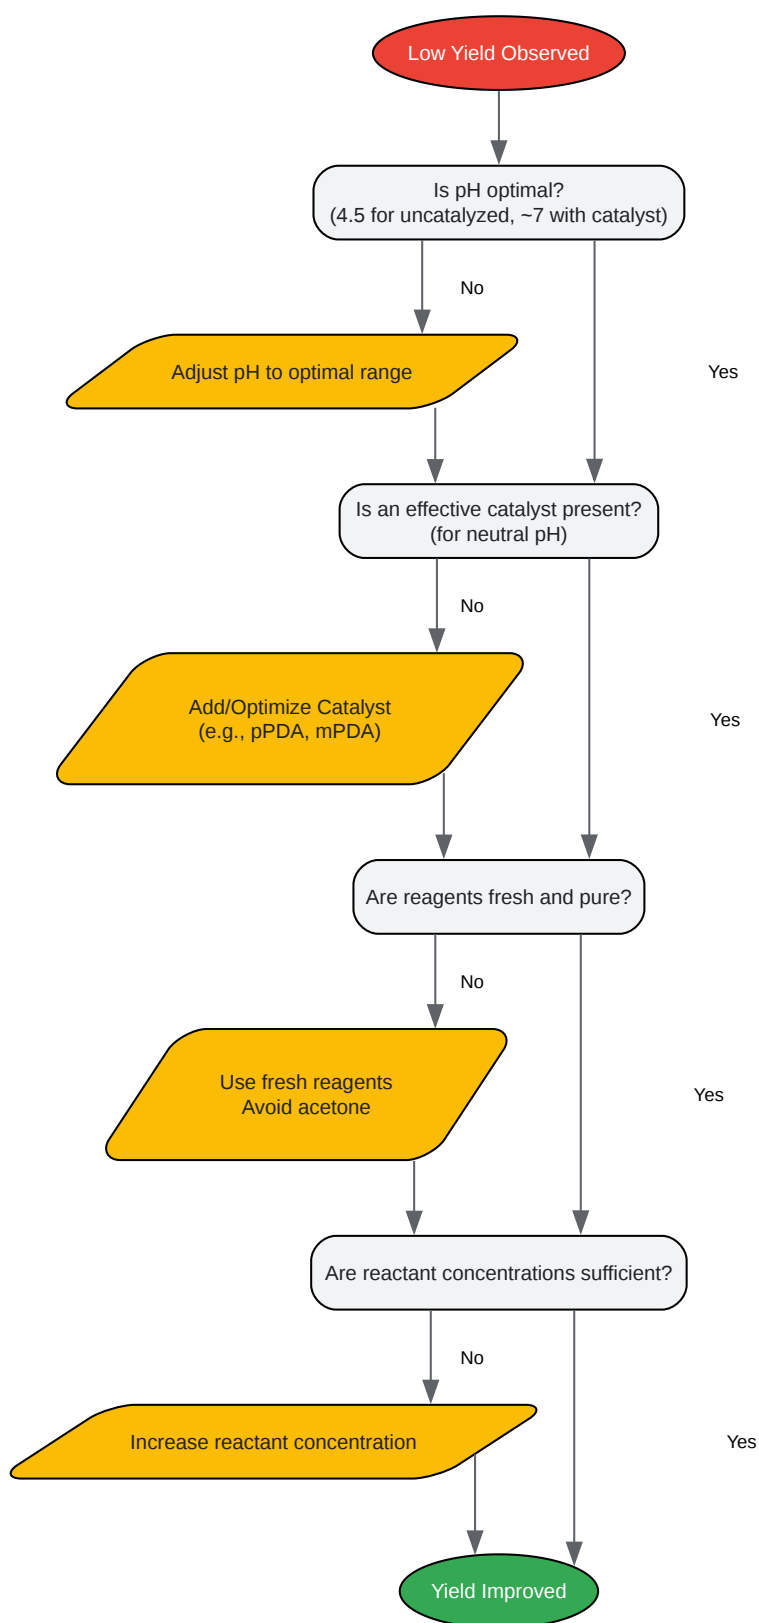 Low Yield Observed
Is pH optimal?
(4.5 for uncatalyzed, ~7 with catalyst)
No
Adjust pH to optimal range
Yes
Is an effective catalyst present?
(for neutral pH)
No
Add/Optimize Catalyst
(e.g., pPDA, mPDA)
Yes
Are reagents fresh and pure?
No
Use fresh reagents
Avoid acetone
Yes
Are reactant concentrations sufficient?
No
Increase reactant concentration
Yes
Yield Improved